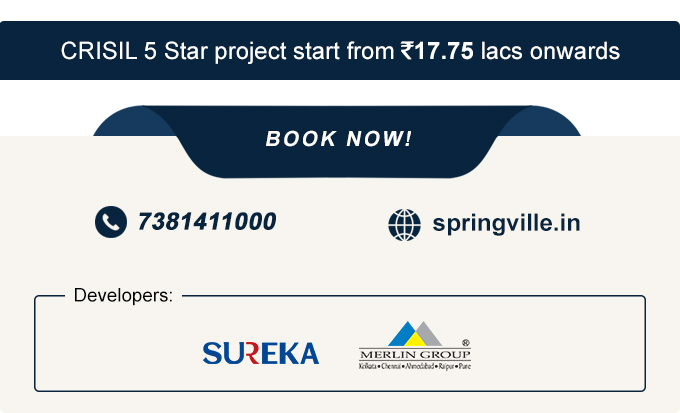 CRISIL 5 Star project start from ₹17.75 lacs onwards
BOOK NOW!
7381411000
springville.in
Developers:
SUREKA
®
MERLIN GROUP
Kolkata • Chennai • Ahmedabad • Raipur • Pune